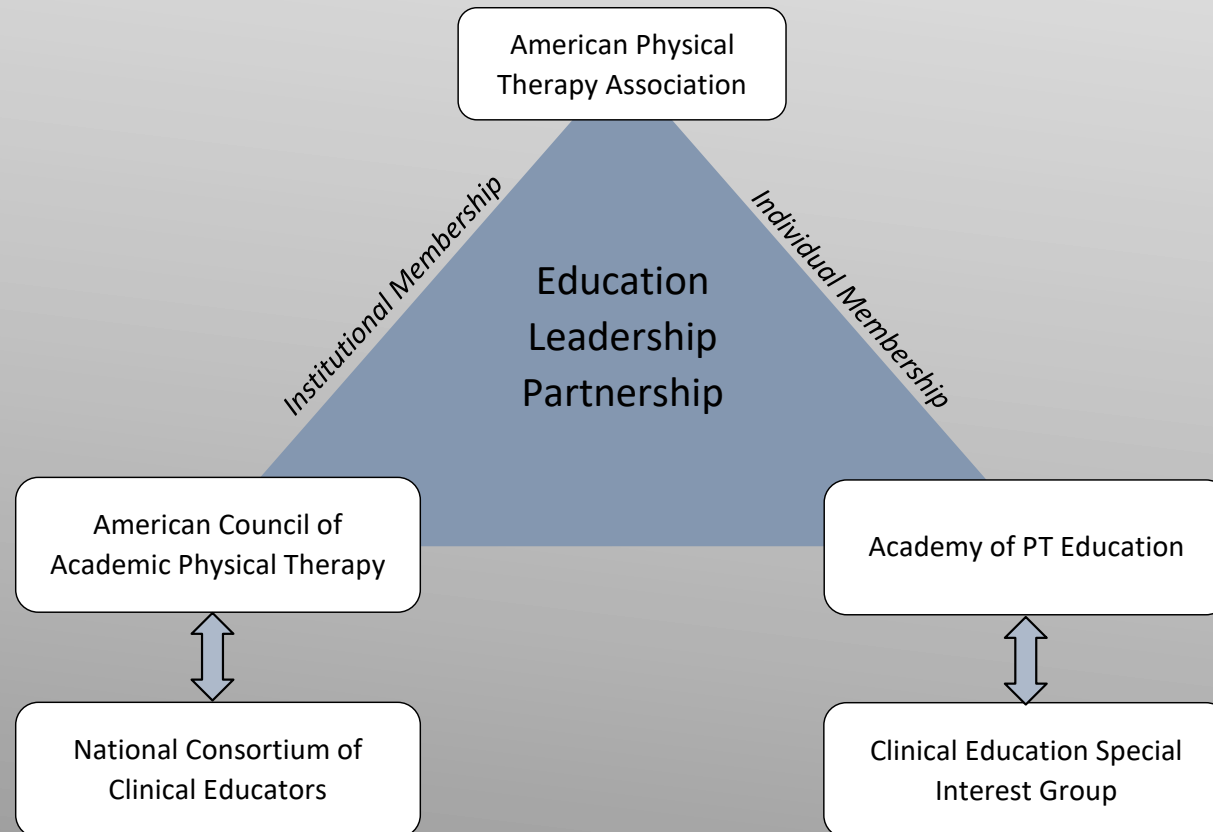 American Physical
Therapy Association
Institutional Membership
Individual Membership
Education
Leadership
Partnership
American Council of
Academic Physical Therapy
Academy of PT Education
National Consortium of
Clinical Educators
Clinical Education Special
Interest Group